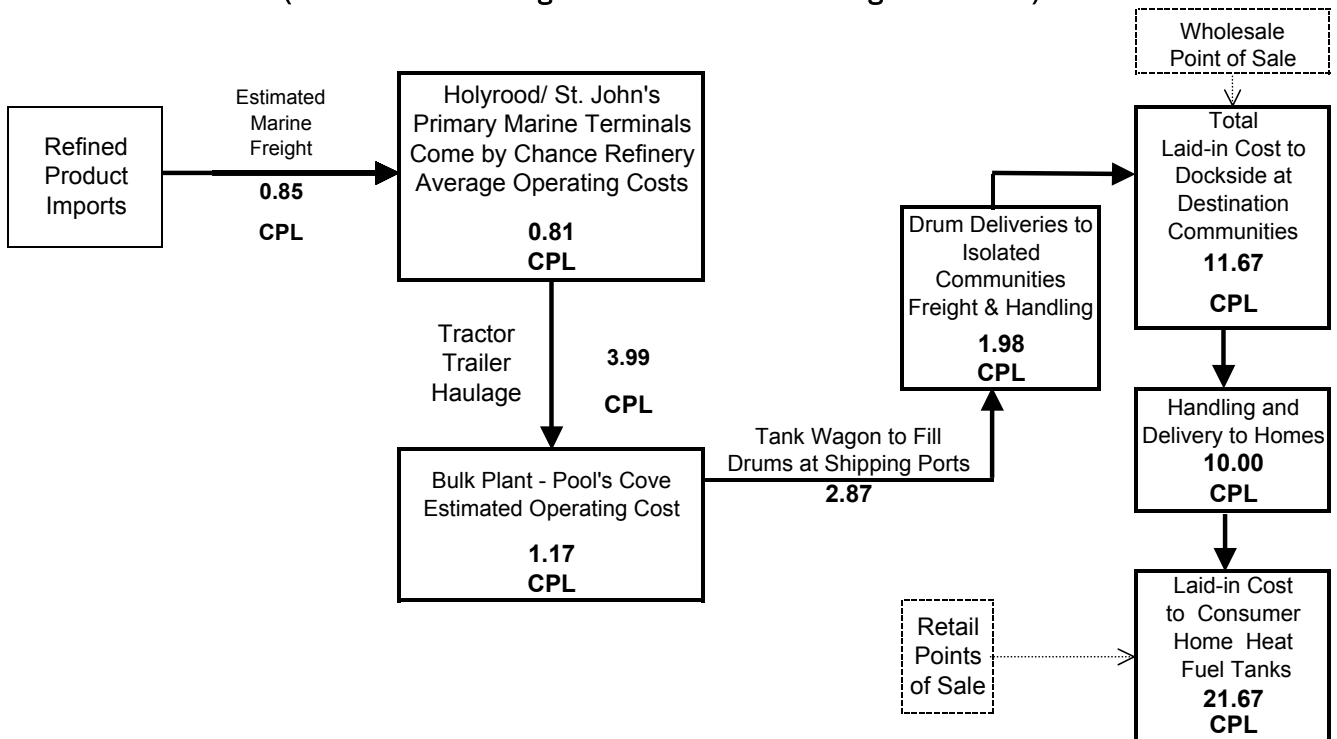 Wholesale
Point of Sale
Refined
Product
Imports
Estimated
Marine
Freight
0.85
CPL
Holyrood/ St. John's
Primary Marine Terminals
Come by Chance Refinery
Average Operating Costs
0.81
CPL
Tractor
Trailer
Haulage
3.99
CPL
Bulk Plant - Pool's Cove
Estimated Operating Cost
1.17
CPL
Tank Wagon to Fill
Drums at Shipping Ports
2.87
Drum Deliveries to
Isolated
Communities
Freight & Handling
1.98
CPL
Total
Laid-in Cost to
Dockside at
Destination
Communities
11.67
CPL
Handling and
Delivery to Homes
10.00
CPL
Retail
Points
of Sale
Laid-in Cost
to Consumer
Home Heat
Fuel Tanks
21.67
CPL